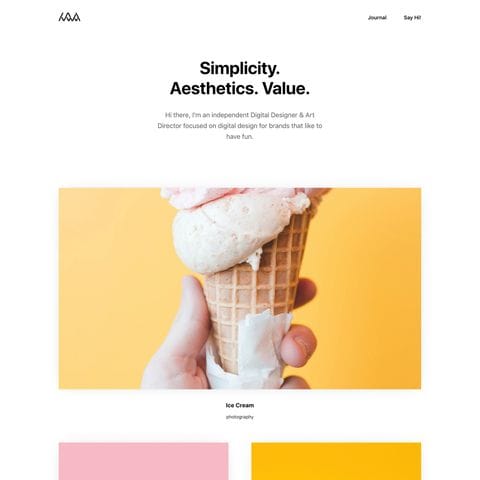 Journal
Say Hi!
Simplicity.
Aesthetics. Value.
Hi there, I'm an independent Digital Designer & Art
Director focused on digital design for brands that like to
have fun.
Ice Cream
photography